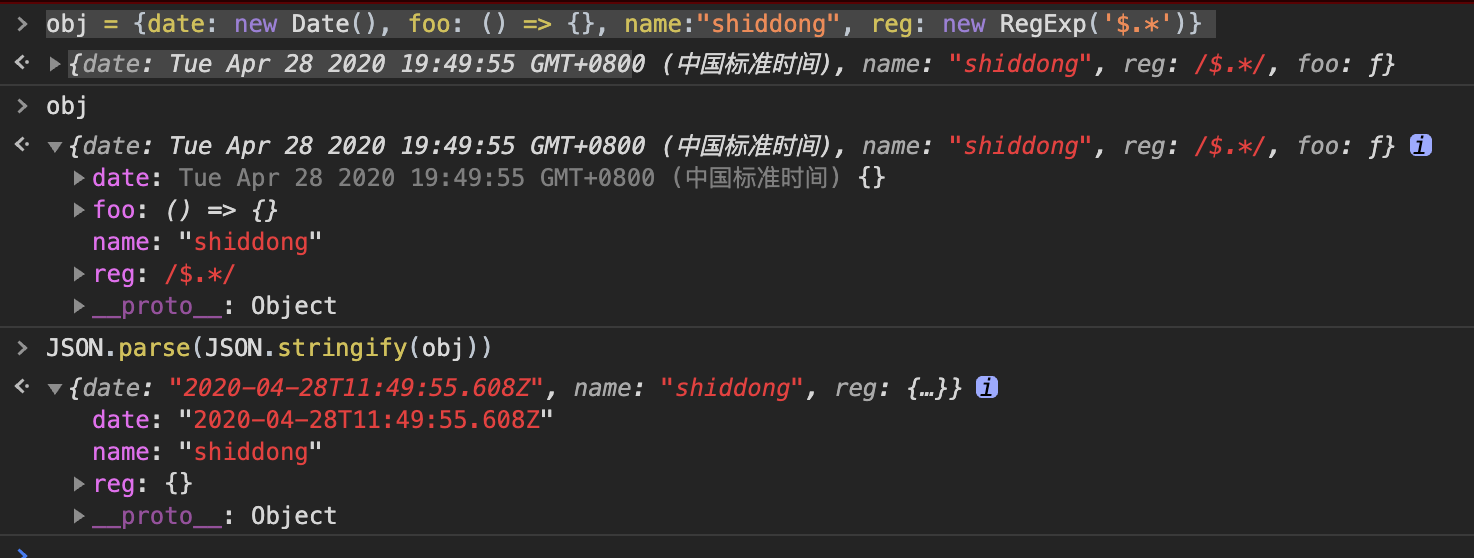 > obj = {date: new Date(), foo: () => {}, name:"shiddong", reg: new RegExp('$.*')}
{date: Tue Apr 28 2020 19:49:55 GMT+0800 (中国标准时间), name: "shiddong", reg: /$.*/, foo: ƒ}
> obj
{date: Tue Apr 28 2020 19:49:55 GMT+0800 (中国标准时间), name: "shiddong", reg: /$.*/, foo: ƒ} i
date: Tue Apr 28 2020 19:49:55 GMT+0800 (中国标准时间) {}
foo: () => {}
name: "shiddong"
reg: /$.*/
__proto__: Object
> JSON.parse(JSON.stringify(obj))
{date: "2020-04-28T11:49:55.608Z", name: "shiddong", reg: {…}} i
date: "2020-04-28T11:49:55.608Z"
name: "shiddong"
reg: {}
__proto__: Object
>